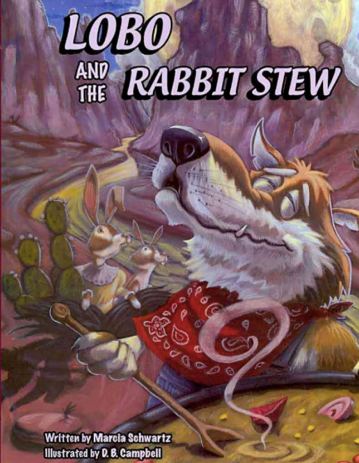 LOBO
AND
THE
RABBIT STEW
Written by Marcia Schwartz
Illustrated by D. B. Campbell